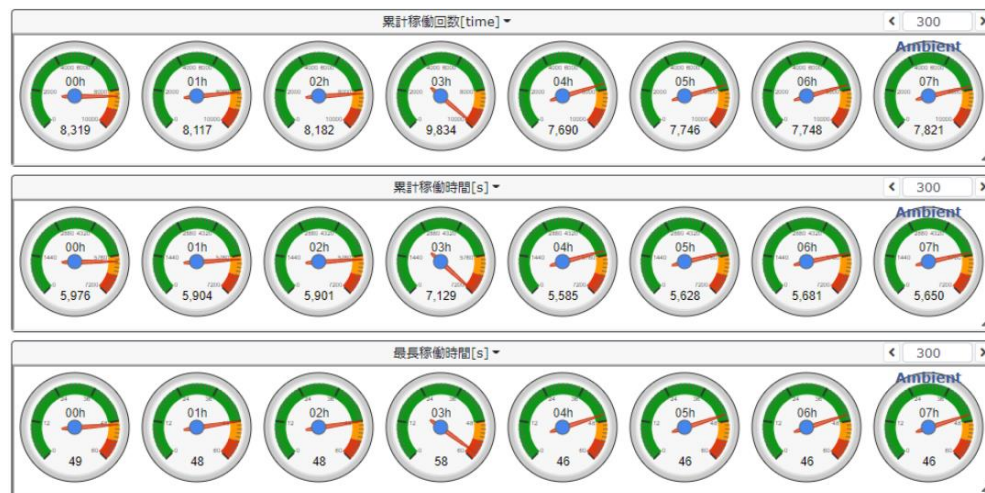 累計稼働回数[time]
300
Ambient
00h 01h 02h 03h 04h 05h 06h 07h
8,319 8,117 8,182 9,834 7,690 7,746 7,748 7,821
累計稼働時間[s]
300
Ambient
00h 01h 02h 03h 04h 05h 06h 07h
5,976 5,904 5,901 7,129 5,585 5,628 5,681 5,650
最長稼働時間[s]
300
Ambient
00h 01h 02h 03h 04h 05h 06h 07h
49 48 48 58 46 46 46 46